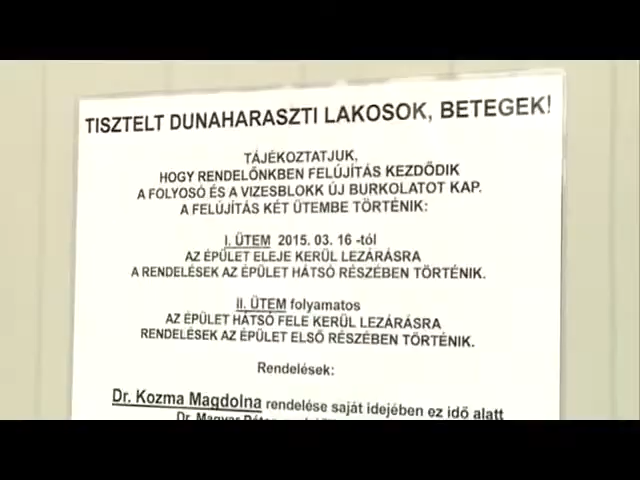 TISZTELT DUNAHARASZTI LAKOSOK, BETEGEK!
TÁJÉKOZTATJUK,
HOGY RENDELŐNKBEN FELÚJÍTÁS KEZDŐDIK
A FOLYOSÓ ÉS A VIZESBLOKK ÚJ BURKOLATOT KAP.
A FELÚJÍTÁS KÉT ÜTEMBE TÖRTÉNIK:
I. ÜTEM 2015. 03. 16 -tól
AZ ÉPÜLET ELEJE KERÜL LEZÁRÁSRA
A RENDELÉSEK AZ ÉPÜLET HÁTSÓ RÉSZÉBEN TÖRTÉNIK.
II. ÜTEM folyamatos
AZ ÉPÜLET HÁTSÓ FELE KERÜL LEZÁRÁSRA
RENDELÉSEK AZ ÉPÜLET ELSŐ RÉSZÉBEN TÖRTÉNIK.
Rendelések:
Dr. Kozma Magdolna rendelése saját idejében ez idő alatt
Dr. Magyar